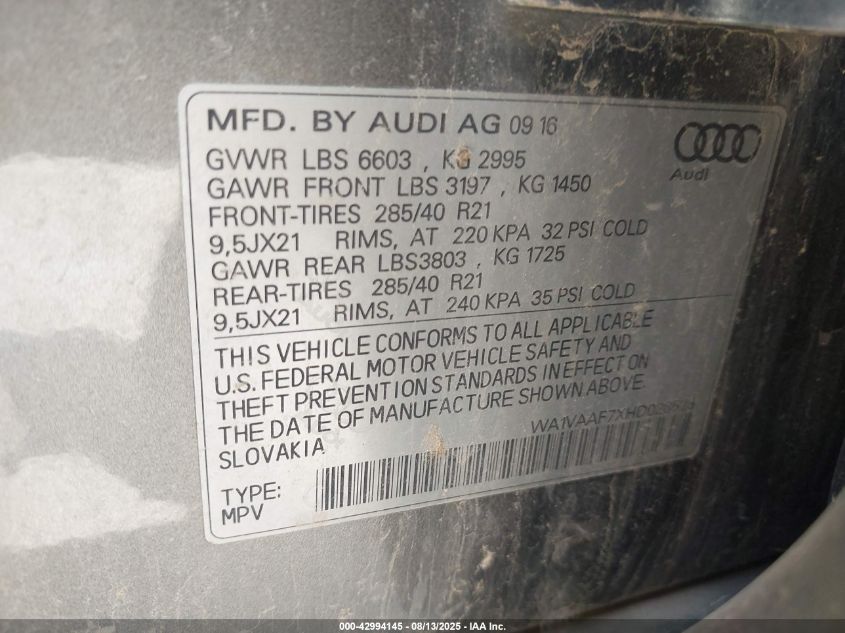 MFD. BY AUDI AG 09 16
Audi
GVWR LBS 6603 , KG 2995
GAWR FRONT LBS 3197 , KG 1450
FRONT-TIRES 285/40 R21
9,5JX21 RIMS, AT 220 KPA 32 PSI COLD
GAWR REAR LBS3803 , KG 1725
REAR-TIRES 285/40 R21
9,5JX21 RIMS, AT 240 KPA 35 PSI COLD
THIS VEHICLE CONFORMS TO ALL APPLICABLE
U.S. FEDERAL MOTOR VEHICLE SAFETY AND
THEFT PREVENTION STANDARDS IN EFFECT ON
THE DATE OF MANUFACTURE SHOWN ABOVE.
SLOVAKIA
TYPE:
MPV
000-42994145 - 08/13/2025 - IAA Inc.